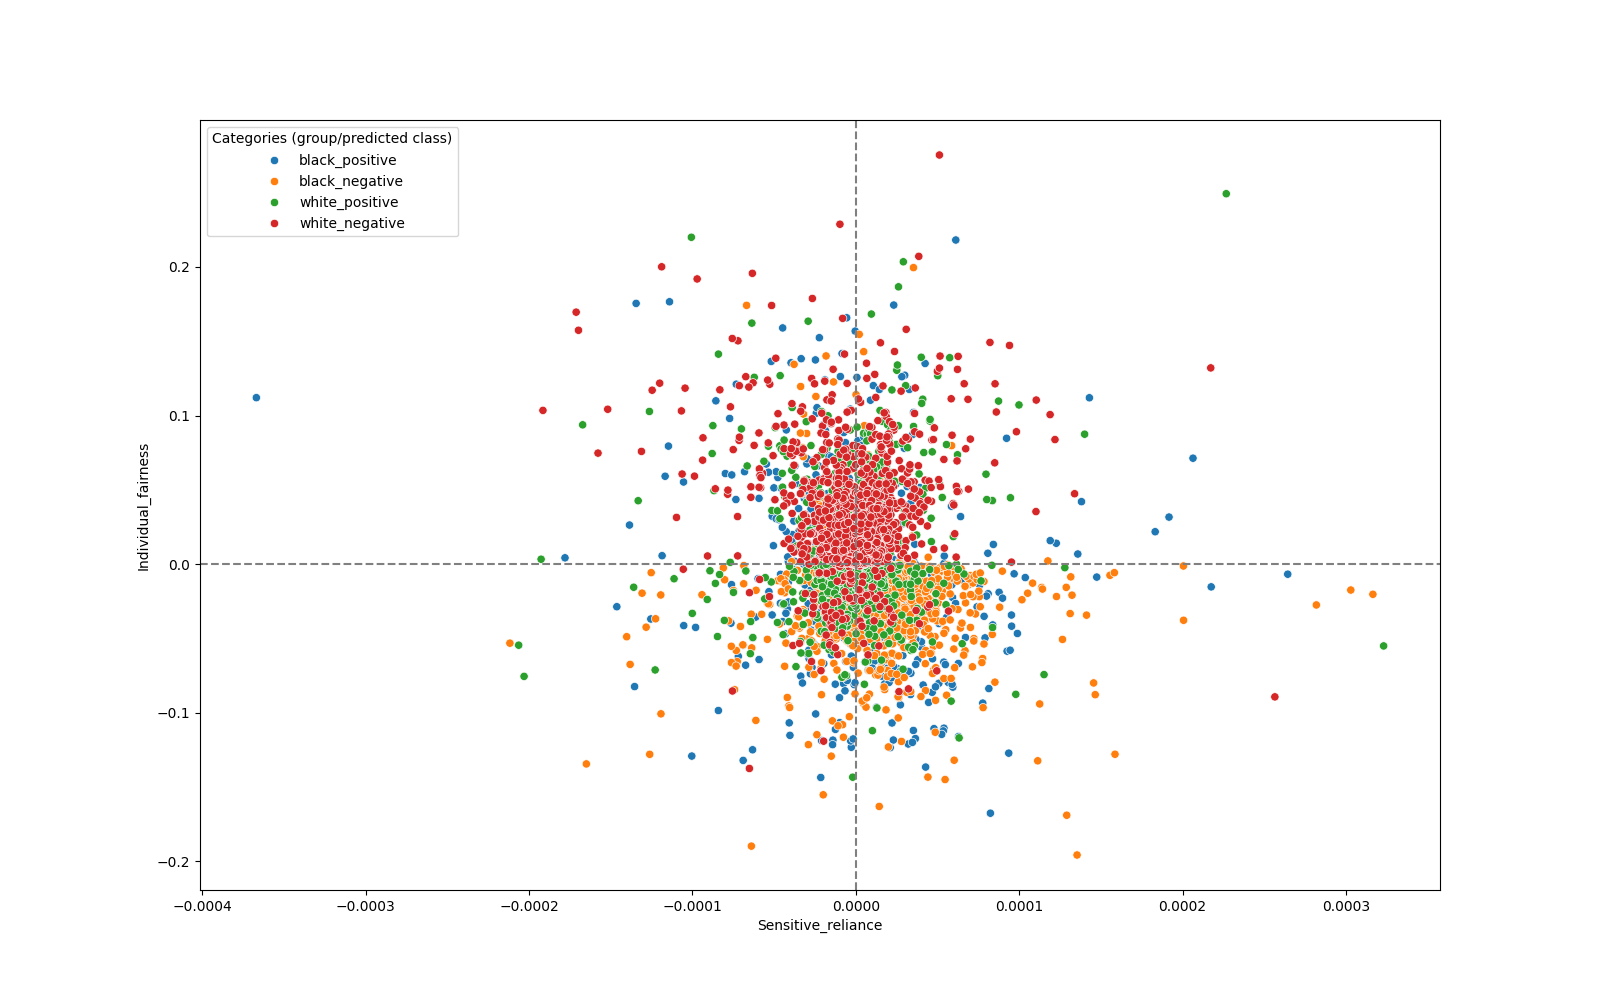 Categories (group/predicted class)
black_positive
black_negative
white_positive
white_negative
Individual_fairness
0.2
0.1
0.0
−0.1
−0.2
−0.0004
−0.0003
−0.0002
−0.0001
0.0000
0.0001
0.0002
0.0003
Sensitive_reliance